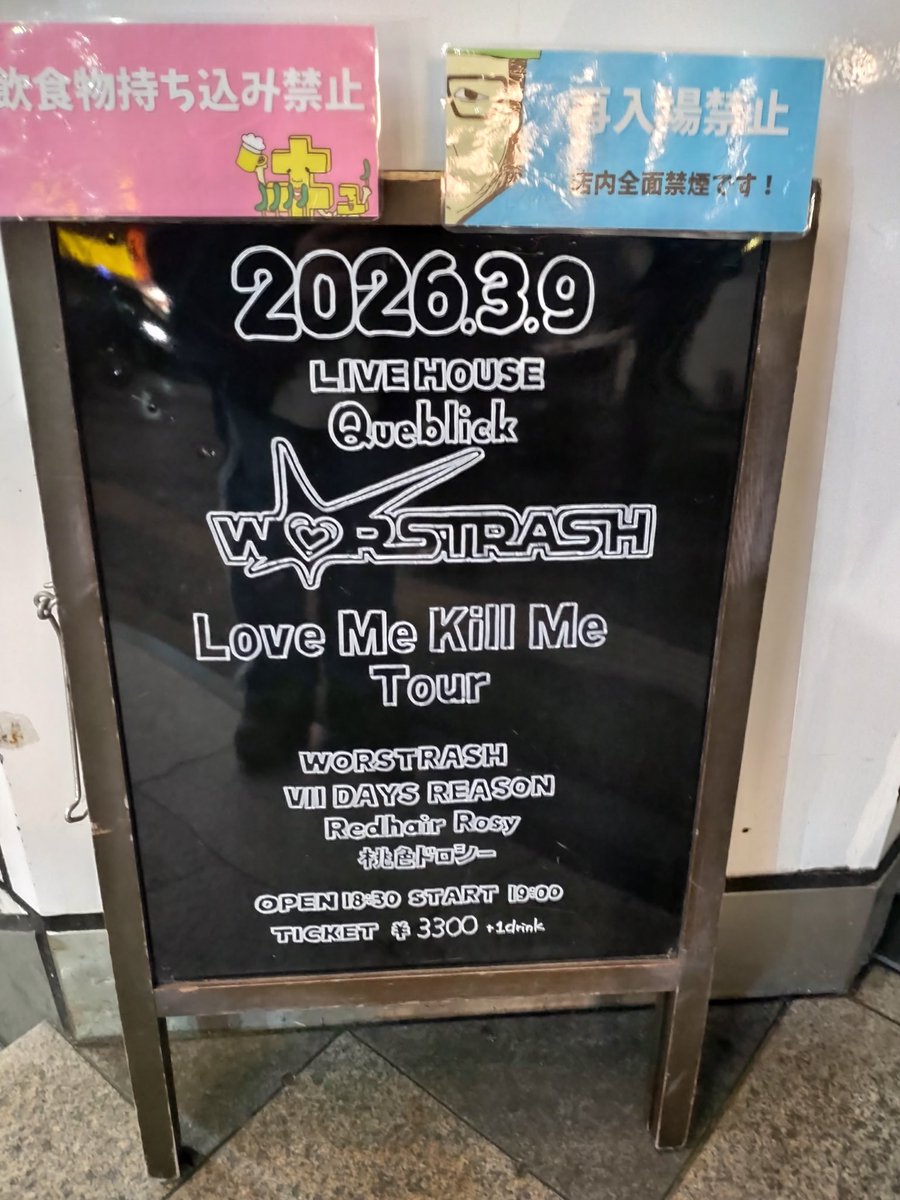 飲食物持ち込み禁止
再入場禁止
店内全面禁煙です！
2026.3.9
LIVE HOUSE
Queblick
WORSTRASH
Love Me Kill Me
Tour
WORSTRASH
VII DAYS REASON
Redhair Rosy
桃色ドロシー
OPEN 18:30 START 19:00
TICKET ¥3300 +1drink